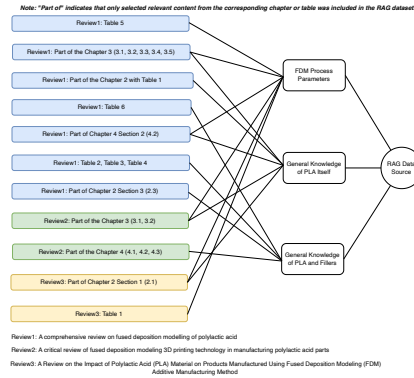 Note: "Part of" indicates that only selected relevant content from the corresponding chapter or table was included in the RAG dataset
Review1: Table 5
Review1: Part of the Chapter 3 (3.1, 3.2, 3.3, 3.4, 3.5)
Review1: Part of the Chapter 2 with Table 1
Review1: Table 6
Review1: Part of Chapter 4 Section 2 (4.2)
Review1: Table 2, Table 3, Table 4
Review1: Part of Chapter 2 Section 3 (2.3)
Review2: Part of the Chapter 3 (3.1, 3.2)
Review2: Part of the Chapter 4 (4.1, 4.2, 4.3)
Review3: Part of Chapter 2 Section 1 (2.1)
Review3: Table 1
FDM Process
Parameters
General Knowledge
of PLA Itself
General Knowledge
of PLA and Fillers
RAG Data
Source
Review1: A comprehensive review on fused deposition modelling of polylactic acid
Review2: A critical review of fused deposition modeling 3D printing technology in manufacturing polylactic acid parts
Review3: A Review on the Impact of Polylactic Acid (PLA) Material on Products Manufactured Using Fused Deposition Modeling (FDM)
Additive Manufacturing Method